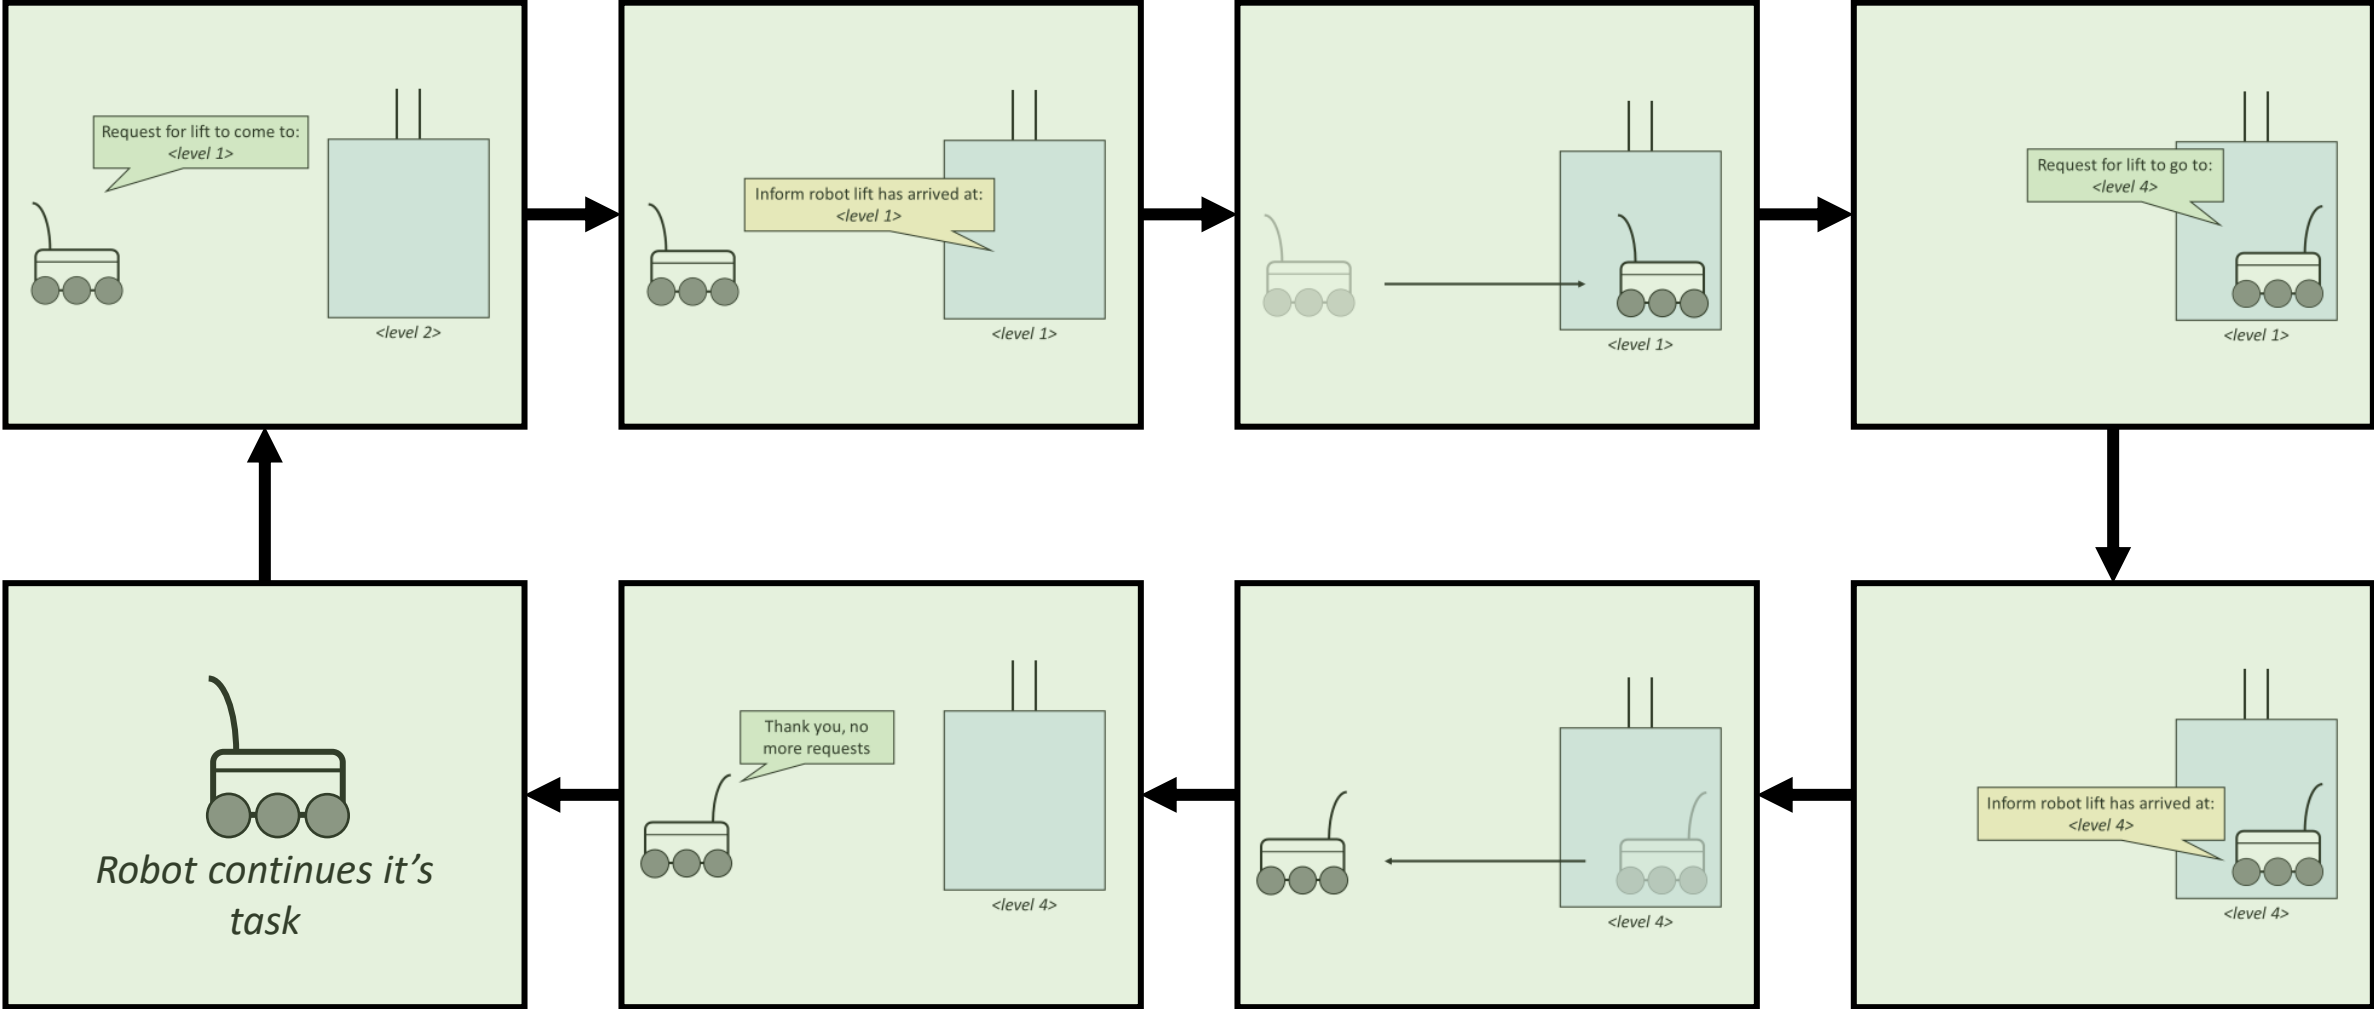 Request for lift to come to:
<level 1>
<level 2>
Inform robot lift has arrived at:
<level 1>
<level 1>
<level 1>
Request for lift to go to:
<level 4>
<level 1>
Inform robot lift has arrived at:
<level 4>
<level 4>
<level 4>
Thank you, no
more requests
<level 4>
Robot continues it's
task